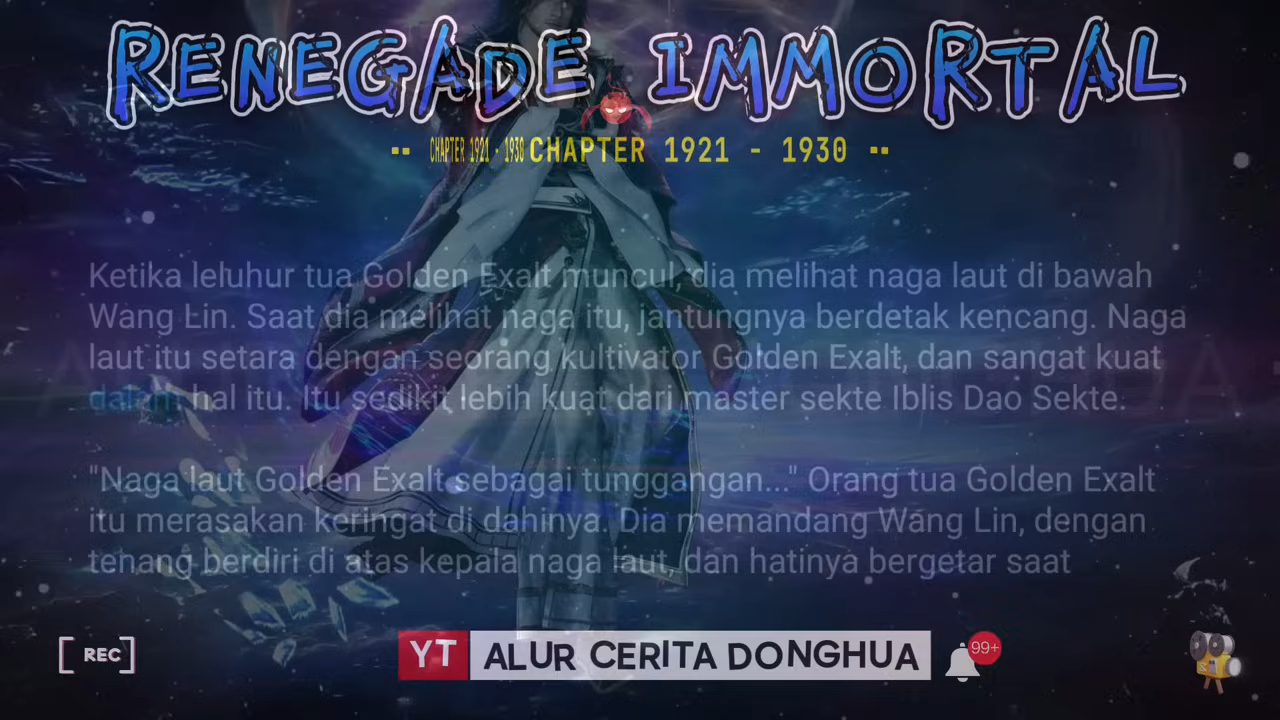 RENEGADE IMMORTAL
CHAPTER 1921 - 1930 CHAPTER 1921 - 1930
Ketika leluhur tua Golden Exalt muncul, dia melihat naga laut di bawah
Wang Lin. Saat dia melihat naga itu, jantungnya berdetak kencang. Naga
laut itu setara dengan seorang kultivator Golden Exalt, dan sangat kuat
dalam hal itu. Itu sedikit lebih kuat dari master sekte Iblis Dao Sekte.
"Naga laut Golden Exalt sebagai tunggangan..." Orang tua Golden Exalt
itu merasakan keringat di daninya. Dia memandang Wang Lin, dengan
tenang berdiri di atas kepala naga laut, dan hatinya bergetar saat
REC
YT ALUR CERITA DONGHUA
99+